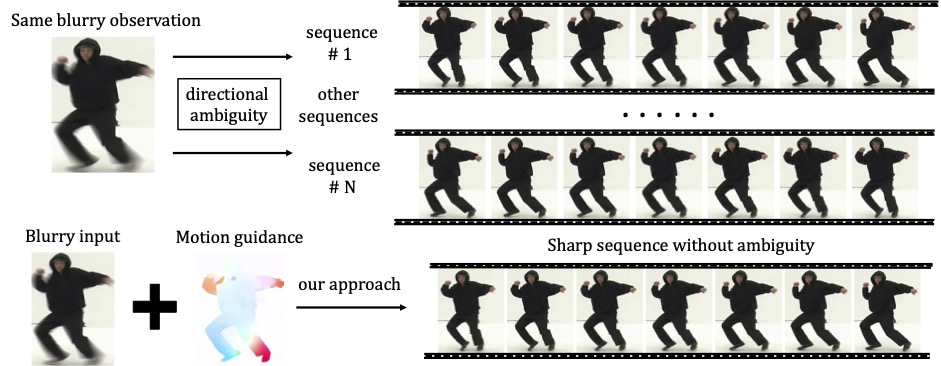 Same blurry observation
sequence
# 1
directional
ambiguity
other
sequences
. . . . . .
sequence
# N
Blurry input
Motion guidance
Sharp sequence without ambiguity
our approach